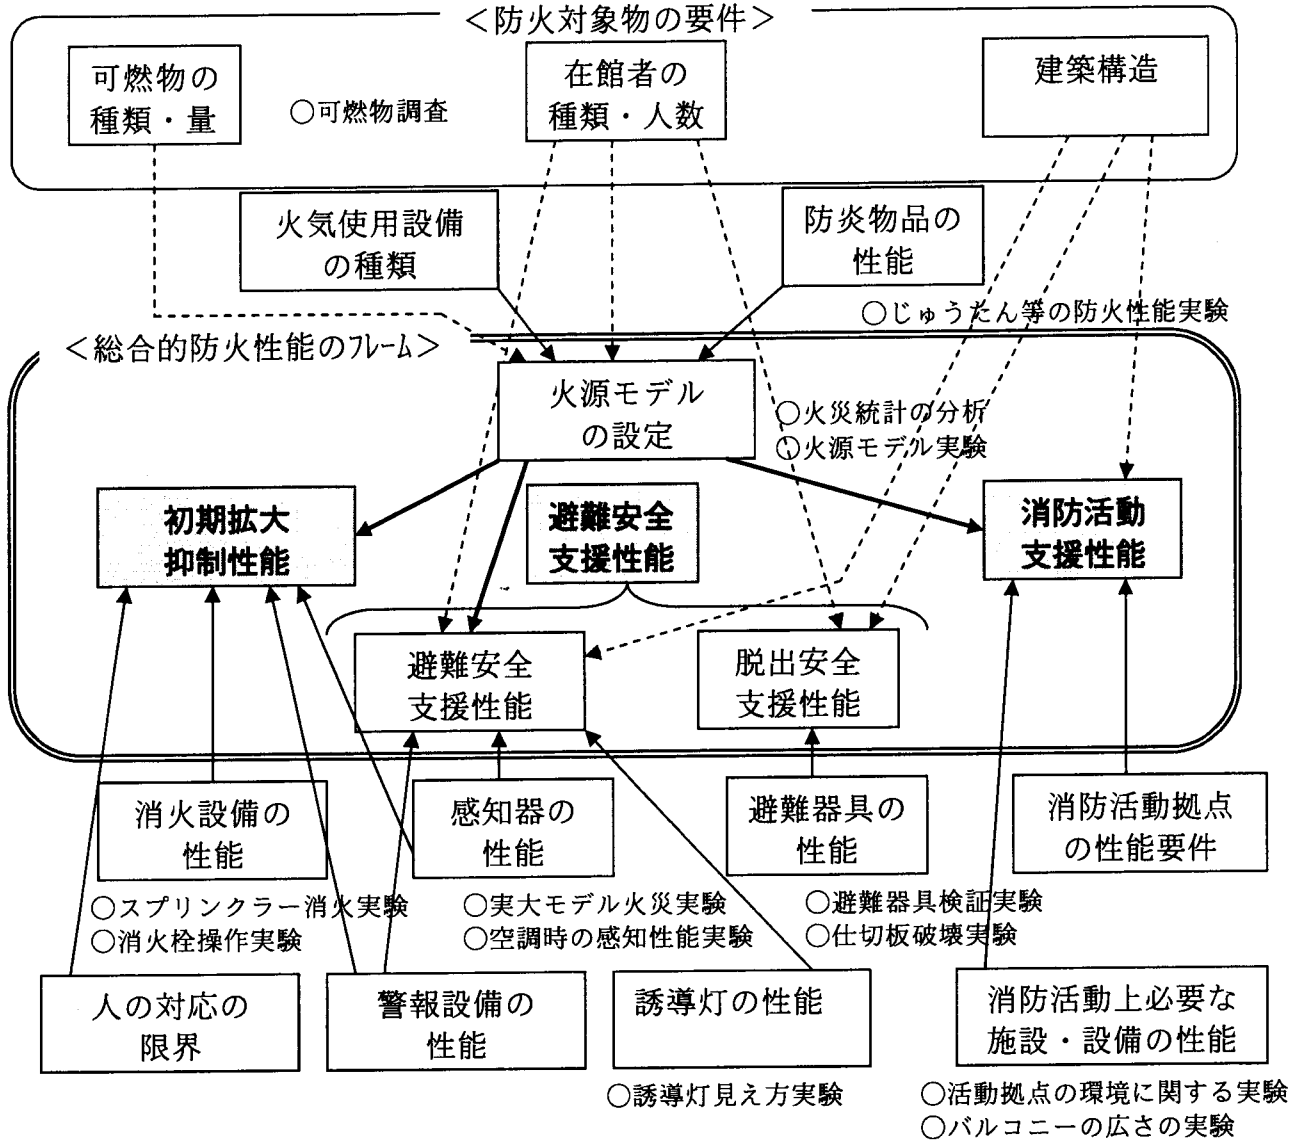 ＜防火対象物の要件＞
可燃物の
種類・量
○可燃物調査
在館者の
種類・人数
建築構造
火気使用設備
の種類
防炎物品の
性能
○じゅうたん等の防火性能実験
＜総合的防火性能のﾌﾚｰﾑ＞
火源モデル
の設定
○火災統計の分析
○火源モデル実験
初期拡大
抑制性能
避難安全
支援性能
消防活動
支援性能
避難安全
支援性能
脱出安全
支援性能
消火設備の
性能
感知器の
性能
避難器具の
性能
消防活動拠点
の性能要件
○スプリンクラー消火実験
○消火栓操作実験
○実大モデル火災実験
○空調時の感知性能実験
○避難器具検証実験
○仕切板破壊実験
人の対応の
限界
警報設備の
性能
誘導灯の性能
消防活動上必要な
施設・設備の性能
○誘導灯見え方実験
○活動拠点の環境に関する実験
○バルコニーの広さの実験